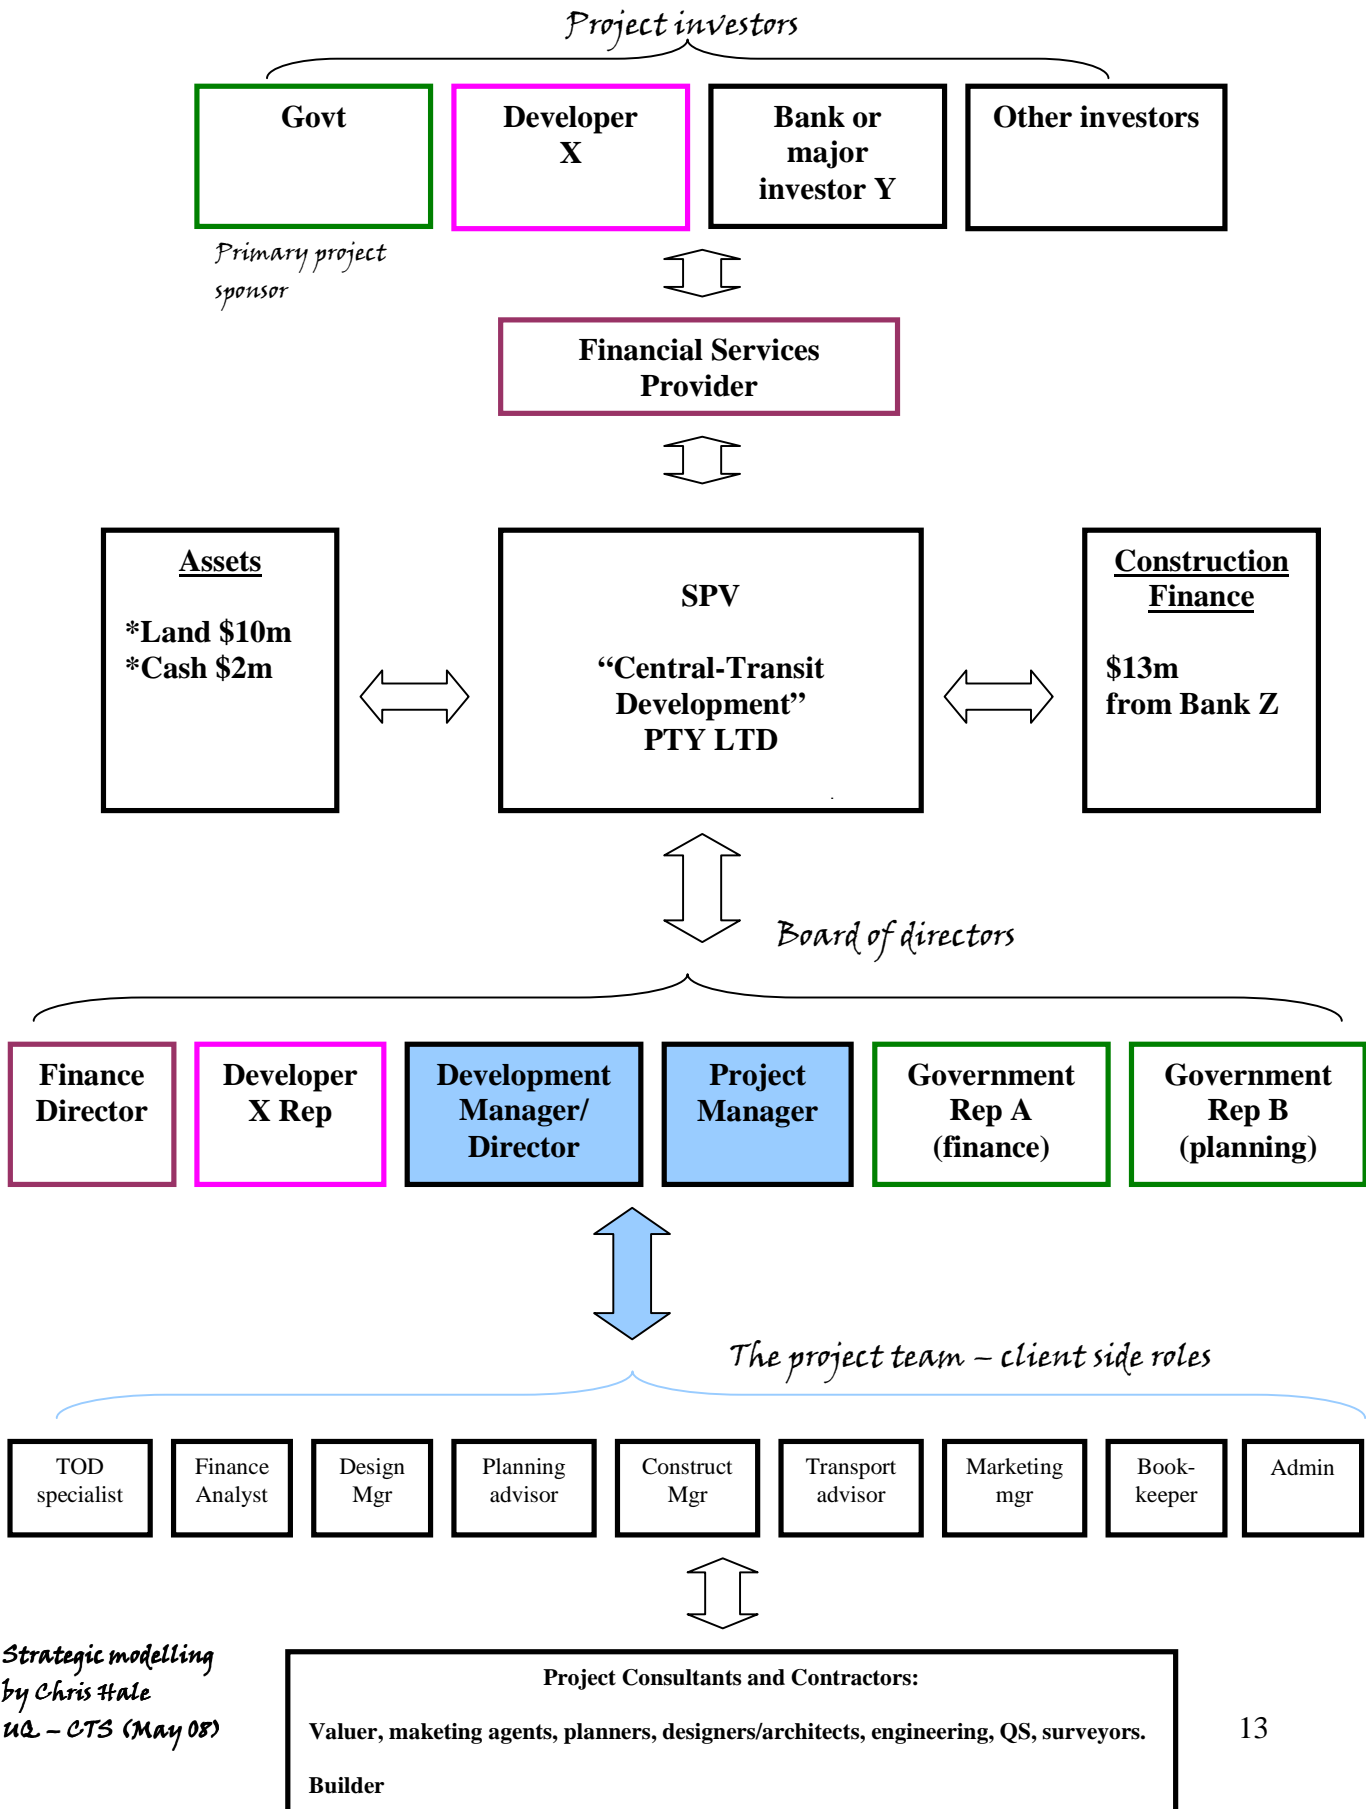 Project investors
Govt
Developer
X
Bank or
major
investor Y
Other investors
Primary project
sponsor
Financial Services
Provider
Assets
*Land $10m
*Cash $2m
SPV
“Central-Transit
Development”
PTY LTD
.
Construction
Finance
$13m
from Bank Z
Board of directors
Finance
Director
Developer
X Rep
Development
Manager/
Director
Project
Manager
Government
Rep A
(finance)
Government
Rep B
(planning)
The project team – client side roles
TOD
specialist
Finance
Analyst
Design
Mgr
Planning
advisor
Construct
Mgr
Transport
advisor
Marketing
mgr
Book-
keeper
Admin
Strategic modelling
by Chris Hale
UQ – CTS (May 08)
Project Consultants and Contractors:
Valuer, maketing agents, planners, designers/architects, engineering, QS, surveyors.
Builder
13